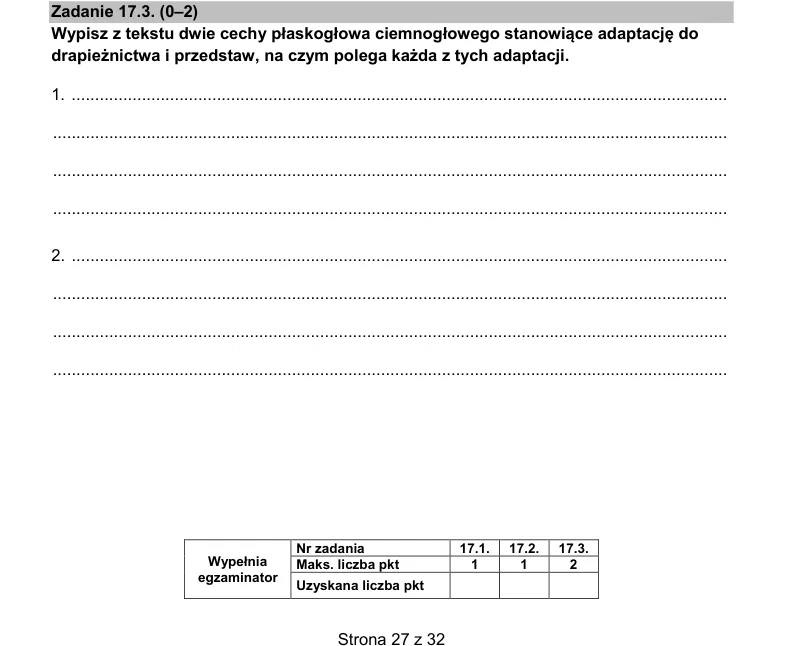 Zadanie 17.3. (0–2)
Wypisz z tekstu dwie cechy płaskogłowa ciemnogłowego stanowiące adaptację do
drapieżnictwa i przedstaw, na czym polega każda z tych adaptacji.
1. ....................................................................................................
....................................................................................................
....................................................................................................
....................................................................................................
2. ....................................................................................................
....................................................................................................
....................................................................................................
....................................................................................................
Wypełnia
egzaminator
Nr zadania 17.1. 17.2. 17.3.
Maks. liczba pkt 1 1 2
Uzyskana liczba pkt
Strona 27 z 32